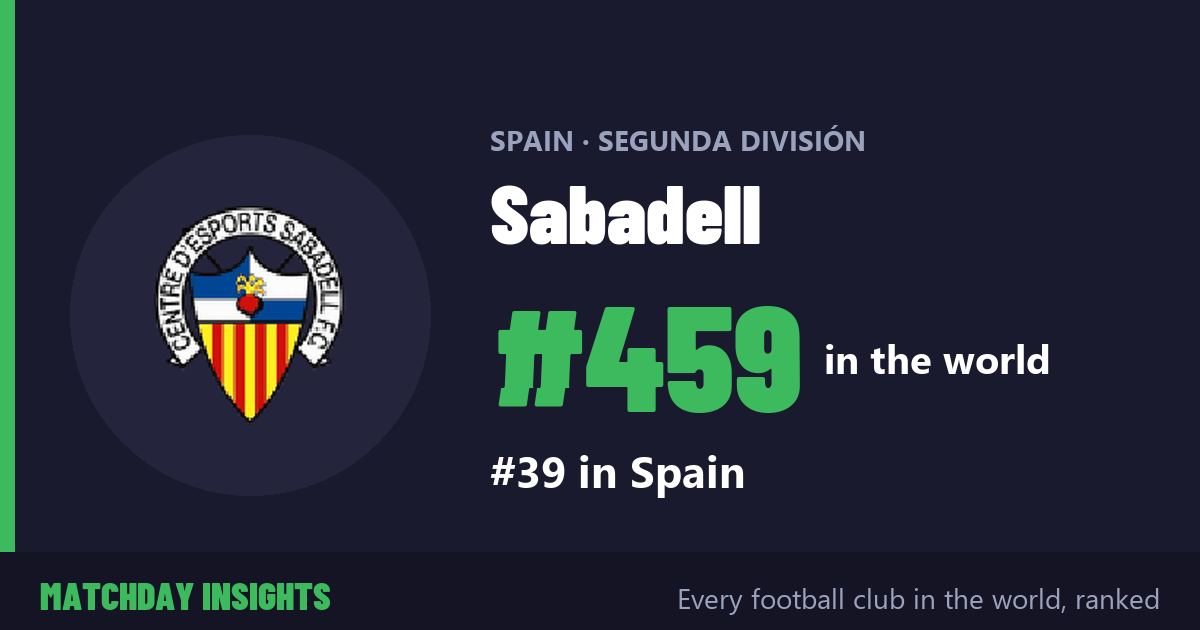 SPAIN · SEGUNDA DIVISIÓN
Sabadell
CENTRE D'ESPORTS SABADELL F.C.
#459 in the world
#39 in Spain
MATCHDAY INSIGHTS
Every football club in the world, ranked